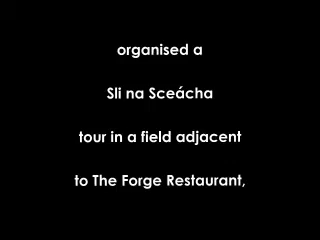 organised a
Sli na Sceácha
tour in a field adjacent
to The Forge Restaurant,